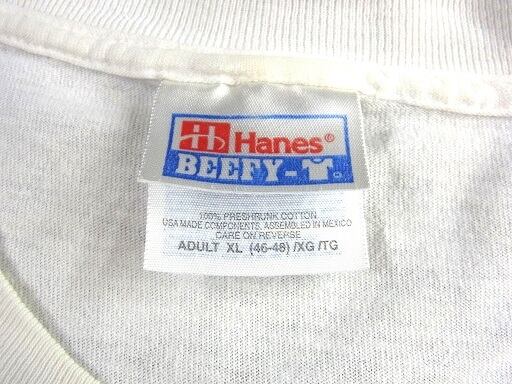 Hanes®
BEEFY-T
100% PRESHRUNK COTTON
USA MADE COMPONENTS, ASSEMBLED IN MEXICO
CARE ON REVERSE
ADULT XL (46-48) /XG /TG